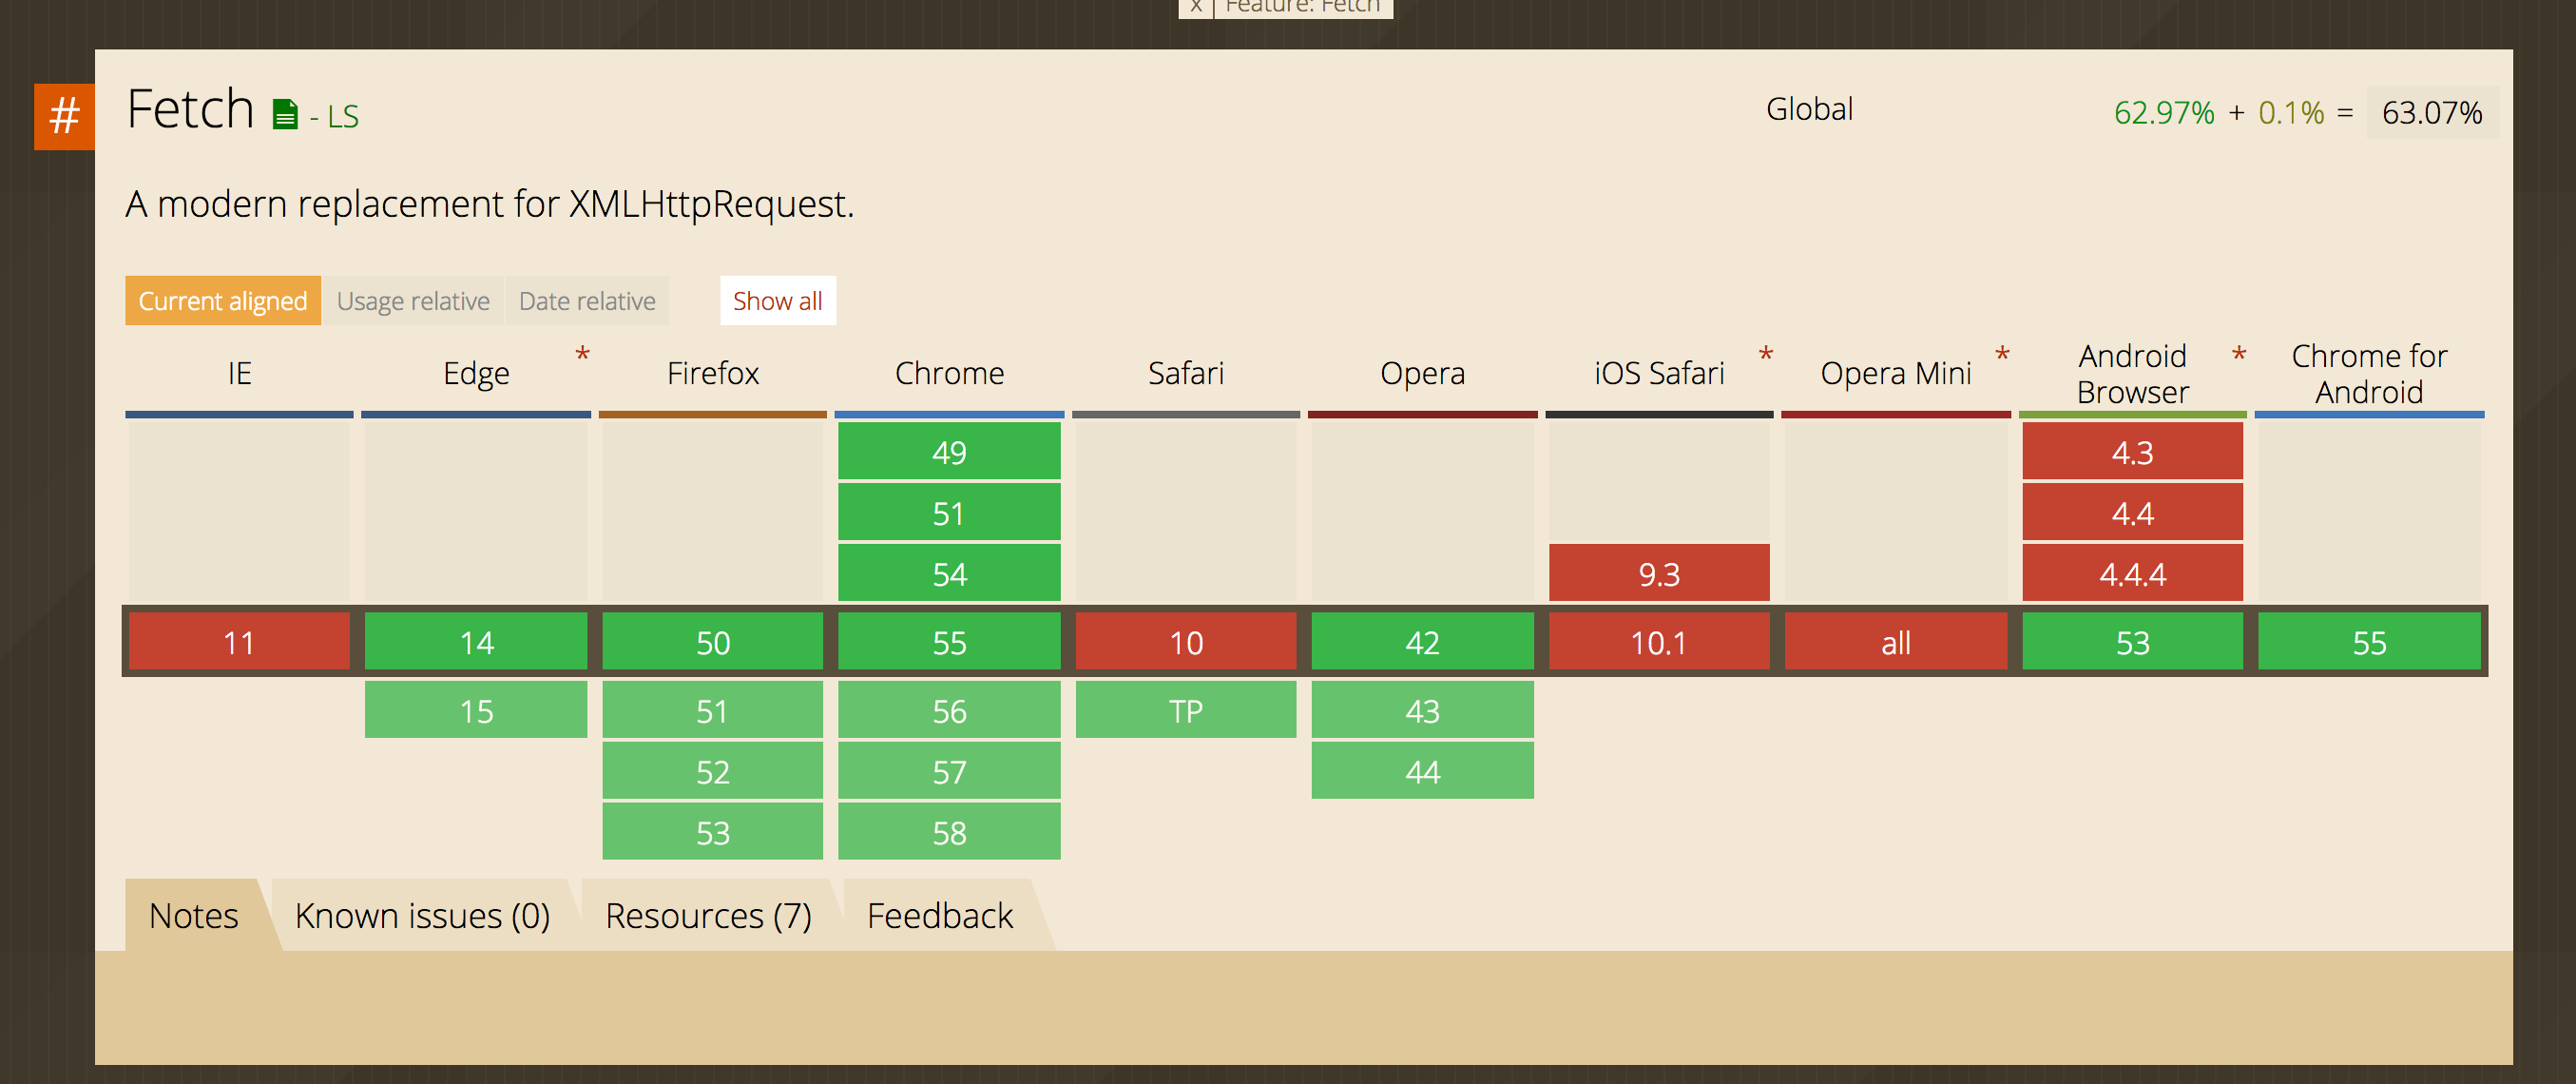 x | Feature: Fetch
# Fetch - LS Global 62.97% + 0.1% = 63.07%
A modern replacement for XMLHttpRequest.
Current aligned Usage relative Date relative Show all
IE Edge * Firefox Chrome Safari Opera iOS Safari * Opera Mini * Android Browser * Chrome for Android
49 4.3
51 4.4
54 9.3 4.4.4
11 14 50 55 10 42 10.1 all 53 55
15 51 56 TP 43
52 57 44
53 58
Notes Known issues (0) Resources (7) Feedback